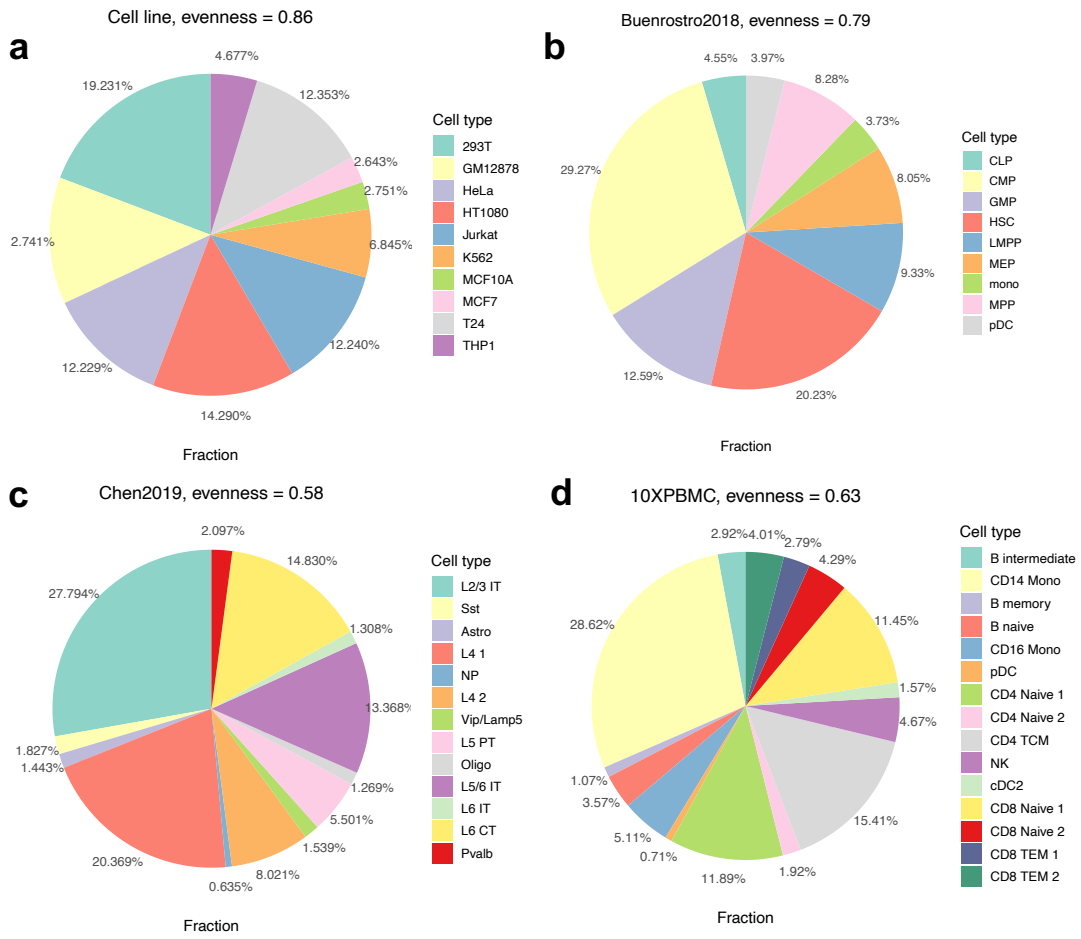 Cell line, evenness = 0.86
a
4.677%
19.231%
12.353%
2.643%
2.751%
2.741%
6.845%
12.240%
12.229%
14.290%
Fraction
Cell type
293T
GM12878
HeLa
HT1080
Jurkat
K562
MCF10A
MCF7
T24
THP1
Buenrostro2018, evenness = 0.79
b
4.55%
3.97%
8.28%
3.73%
29.27%
8.05%
9.33%
12.59%
20.23%
Fraction
Cell type
CLP
CMP
GMP
HSC
LMPP
MEP
mono
MPP
pDC
Chen2019, evenness = 0.58
c
2.097%
14.830%
27.794%
1.308%
13.368%
1.827%
1.443%
1.269%
5.501%
1.539%
20.369%
8.021%
0.635%
Fraction
Cell type
L2/3 IT
Sst
Astro
L4 1
NP
L4 2
Vip/Lamp5
L5 PT
Oligo
L5/6 IT
L6 IT
L6 CT
Pvalb
10XPBMC, evenness = 0.63
d
2.92%
4.01%
2.79%
4.29%
28.62%
11.45%
1.57%
4.67%
1.07%
3.57%
15.41%
5.11%
0.71%
1.92%
11.89%
Fraction
Cell type
B intermediate
CD14 Mono
B memory
B naive
CD16 Mono
pDC
CD4 Naive 1
CD4 Naive 2
CD4 TCM
NK
cDC2
CD8 Naive 1
CD8 Naive 2
CD8 TEM 1
CD8 TEM 2